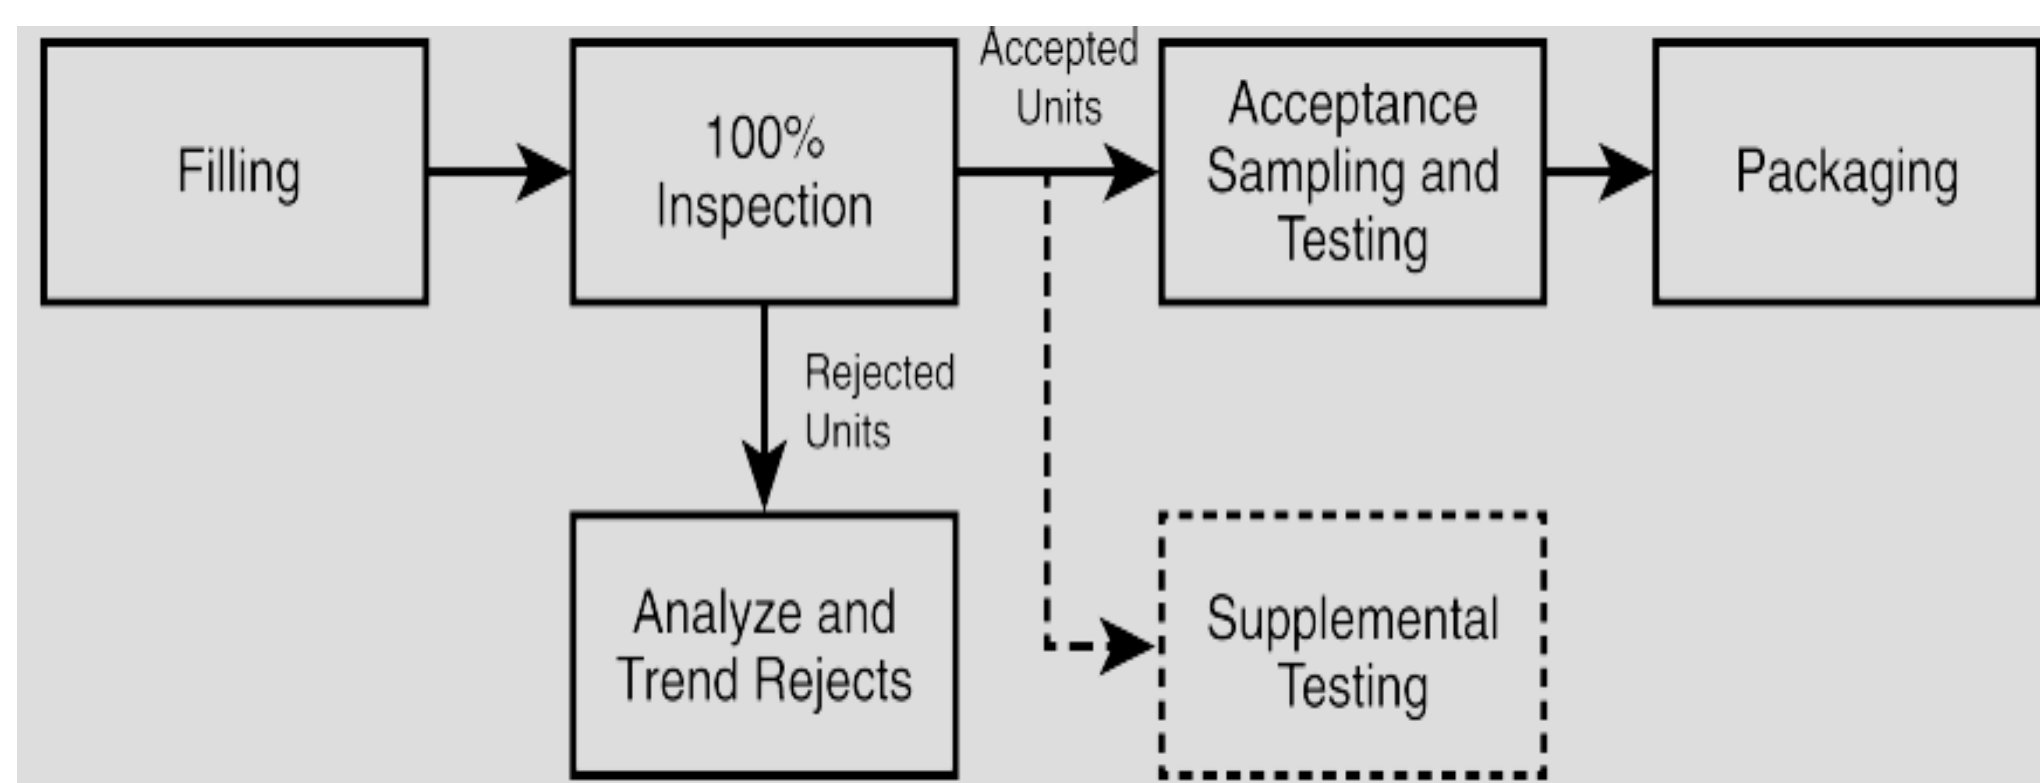 Filling
100%
Inspection
Accepted
Units
Acceptance
Sampling and
Testing
Packaging
Rejected
Units
Analyze and
Trend Rejects
Supplemental
Testing